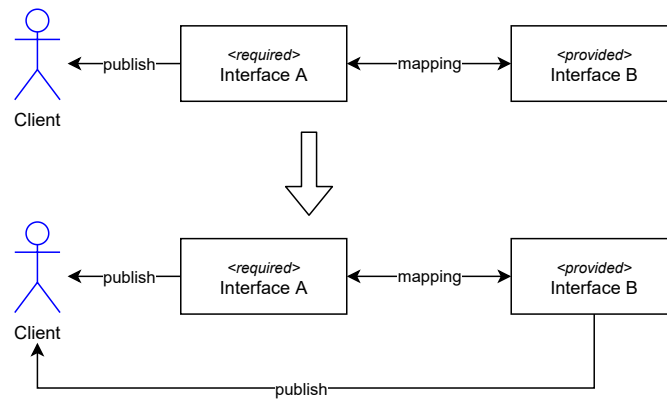 <required>
Interface A
publish
mapping
<provided>
Interface B
Client
<required>
Interface A
publish
mapping
<provided>
Interface B
Client
publish